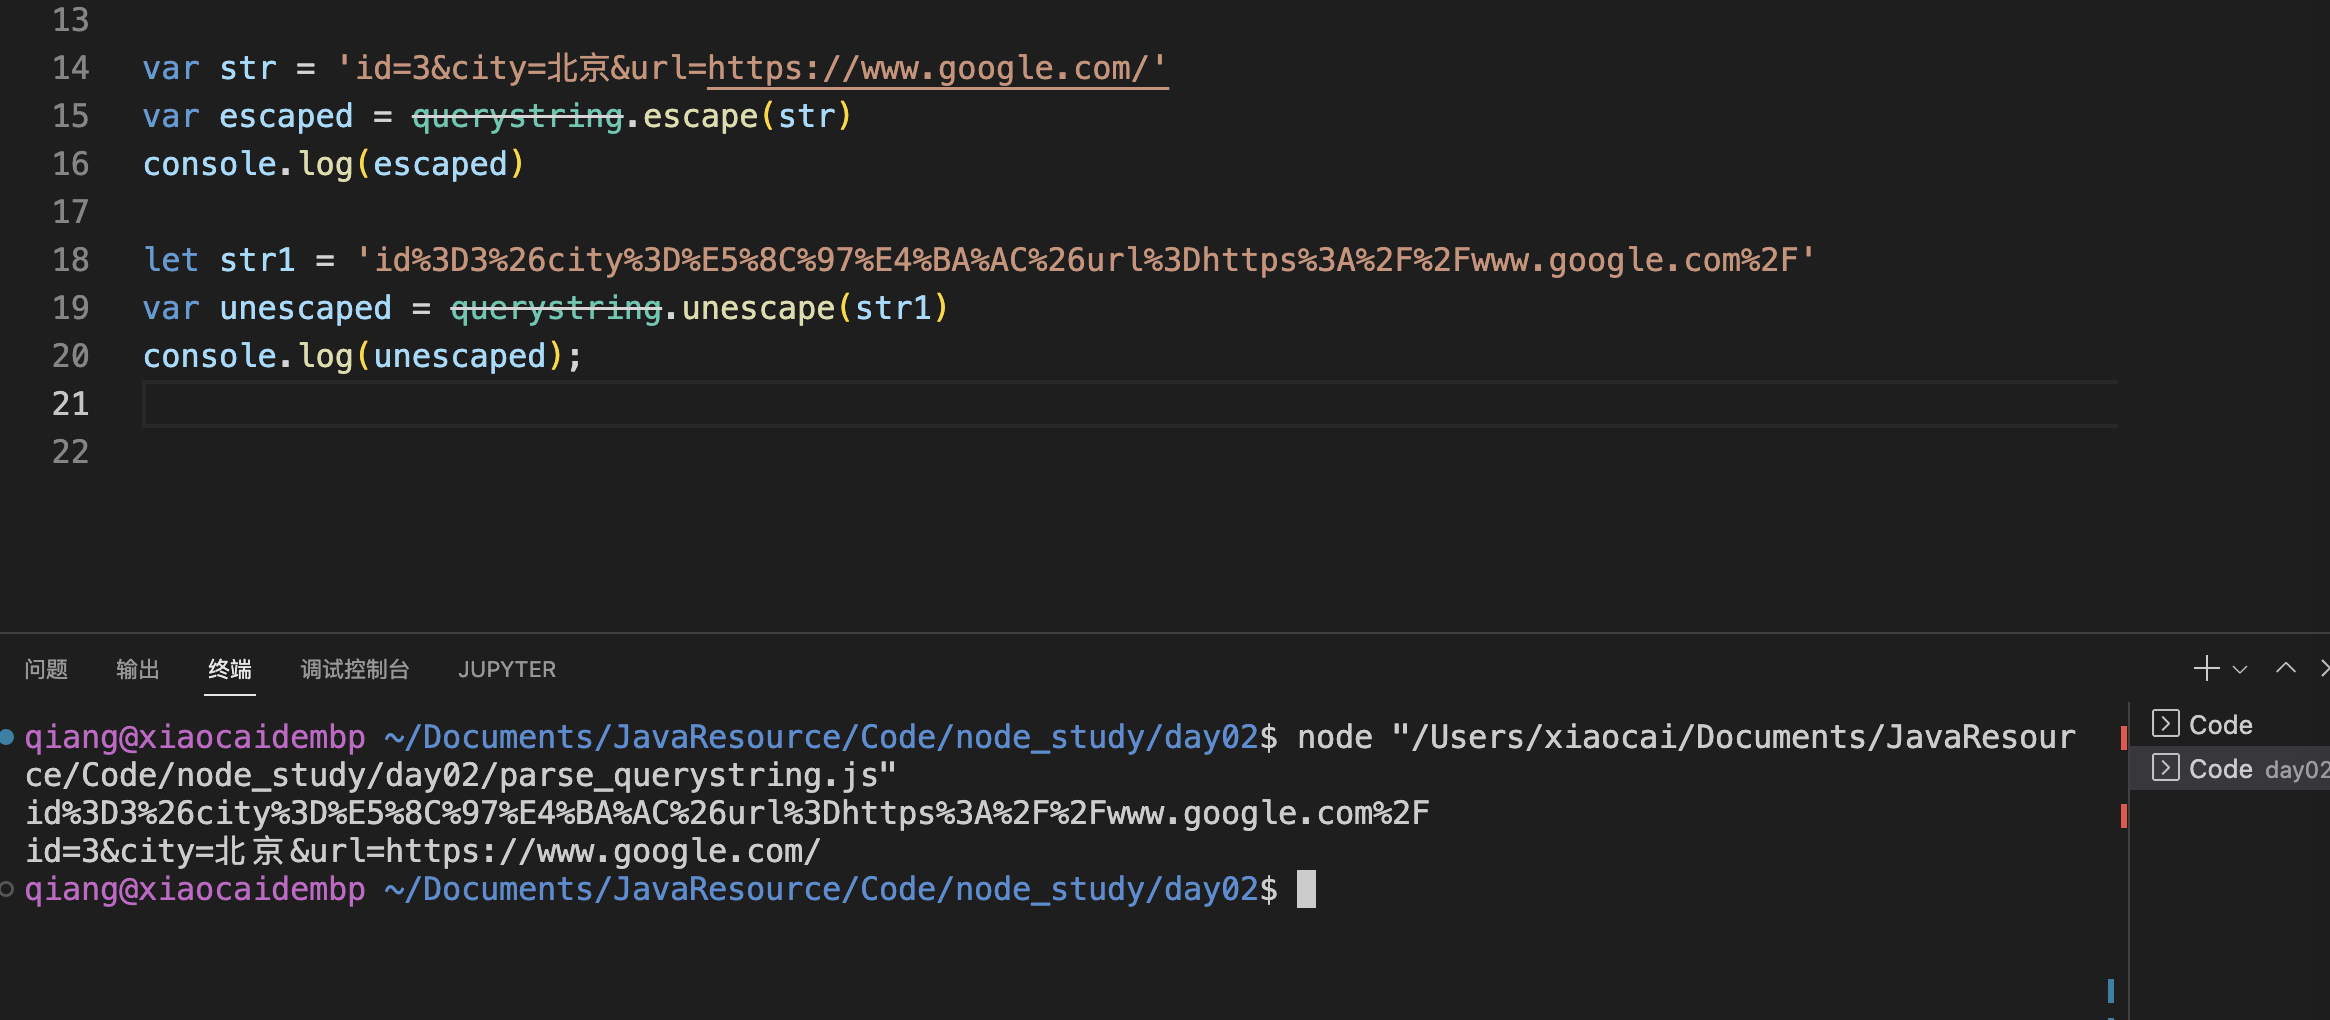 13
14 var str = 'id=3&city=北京&url=https://www.google.com/'
15 var escaped = querystring.escape(str)
16 console.log(escaped)
17
18 let str1 = 'id%3D3%26city%3D%E5%8C%97%E4%BA%AC%26url%3Dhttps%3A%2F%2Fwww.google.com%2F'
19 var unescaped = querystring.unescape(str1)
20 console.log(unescaped);
21
22
问题 输出 终端 调试控制台 JUPYTER
qiang@xiaocaidembp ~/Documents/JavaResource/Code/node_study/day02$ node "/Users/xiaocai/Documents/JavaResour
ce/Code/node_study/day02/parse_querystring.js"
id%3D3%26city%3D%E5%8C%97%E4%BA%AC%26url%3Dhttps%3A%2F%2Fwww.google.com%2F
id=3&city=北京&url=https://www.google.com/
qiang@xiaocaidembp ~/Documents/JavaResource/Code/node_study/day02$
Code
Code day02